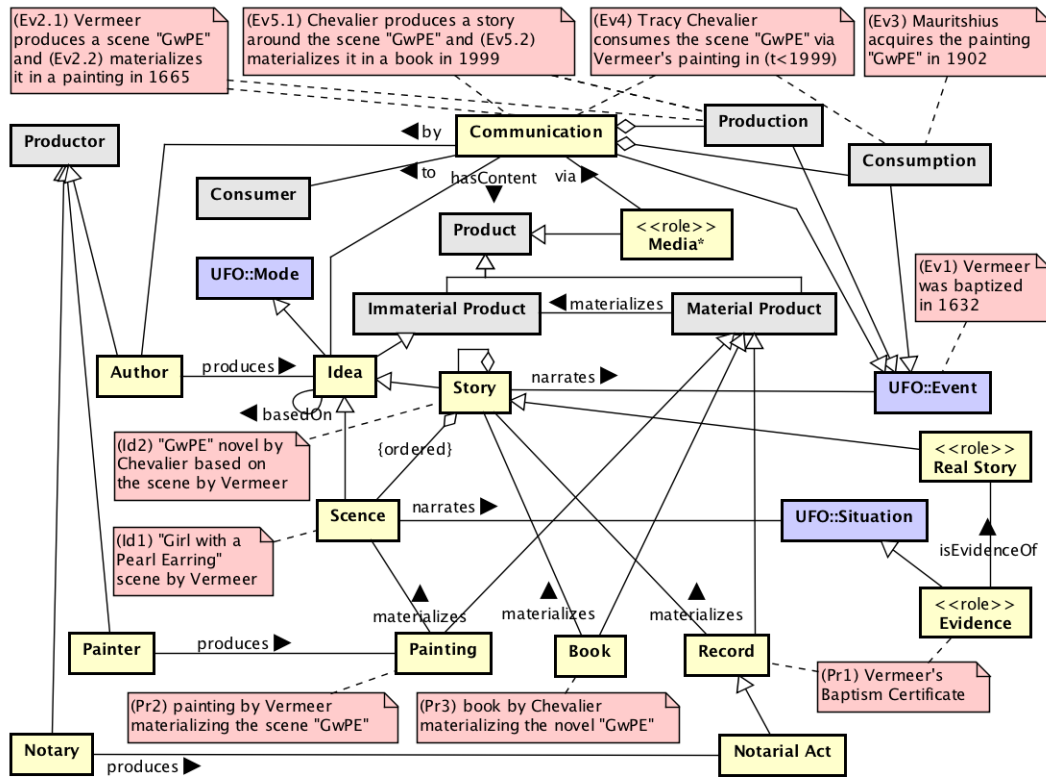 (Ev2.1) Vermeer
produces a scene "GwPE"
and (Ev2.2) materializes
it in a painting in 1665
(Ev5.1) Chevalier produces a story
around the scene "GwPE" and (Ev5.2)
materializes it in a book in 1999
(Ev4) Tracy Chevalier
consumes the scene "GwPE" via
Vermeer's painting in (t<1999)
(Ev3) Mauritshius
acquires the painting
"GwPE" in 1902
Productor
◀ by
Communication
Production
Consumption
Consumer
◀ to
hasContent
▼
via ▶
Product
<<role>>
Media*
UFO::Mode
(Ev1) Vermeer
was baptized
in 1632
Immaterial Product
◀ materializes
Material Product
Author
produces ▶
Idea
Story
narrates ▶
UFO::Event
◀ basedOn
(Id2) "GwPE" novel by
Chevalier based on
the scene by Vermeer
{ordered}
<<role>>
Real Story
Scence
narrates ▶
UFO::Situation
(Id1) "Girl with a
Pearl Earring"
scene by Vermeer
▲
isEvidenceOf
▲
materializes
▲
materializes
▲
materializes
<<role>>
Evidence
Painter
produces ▶
Painting
Book
Record
(Pr1) Vermeer's
Baptism Certificate
(Pr2) painting by Vermeer
materializing the scene "GwPE"
(Pr3) book by Chevalier
materializing the novel "GwPE"
Notary
produces ▶
Notarial Act